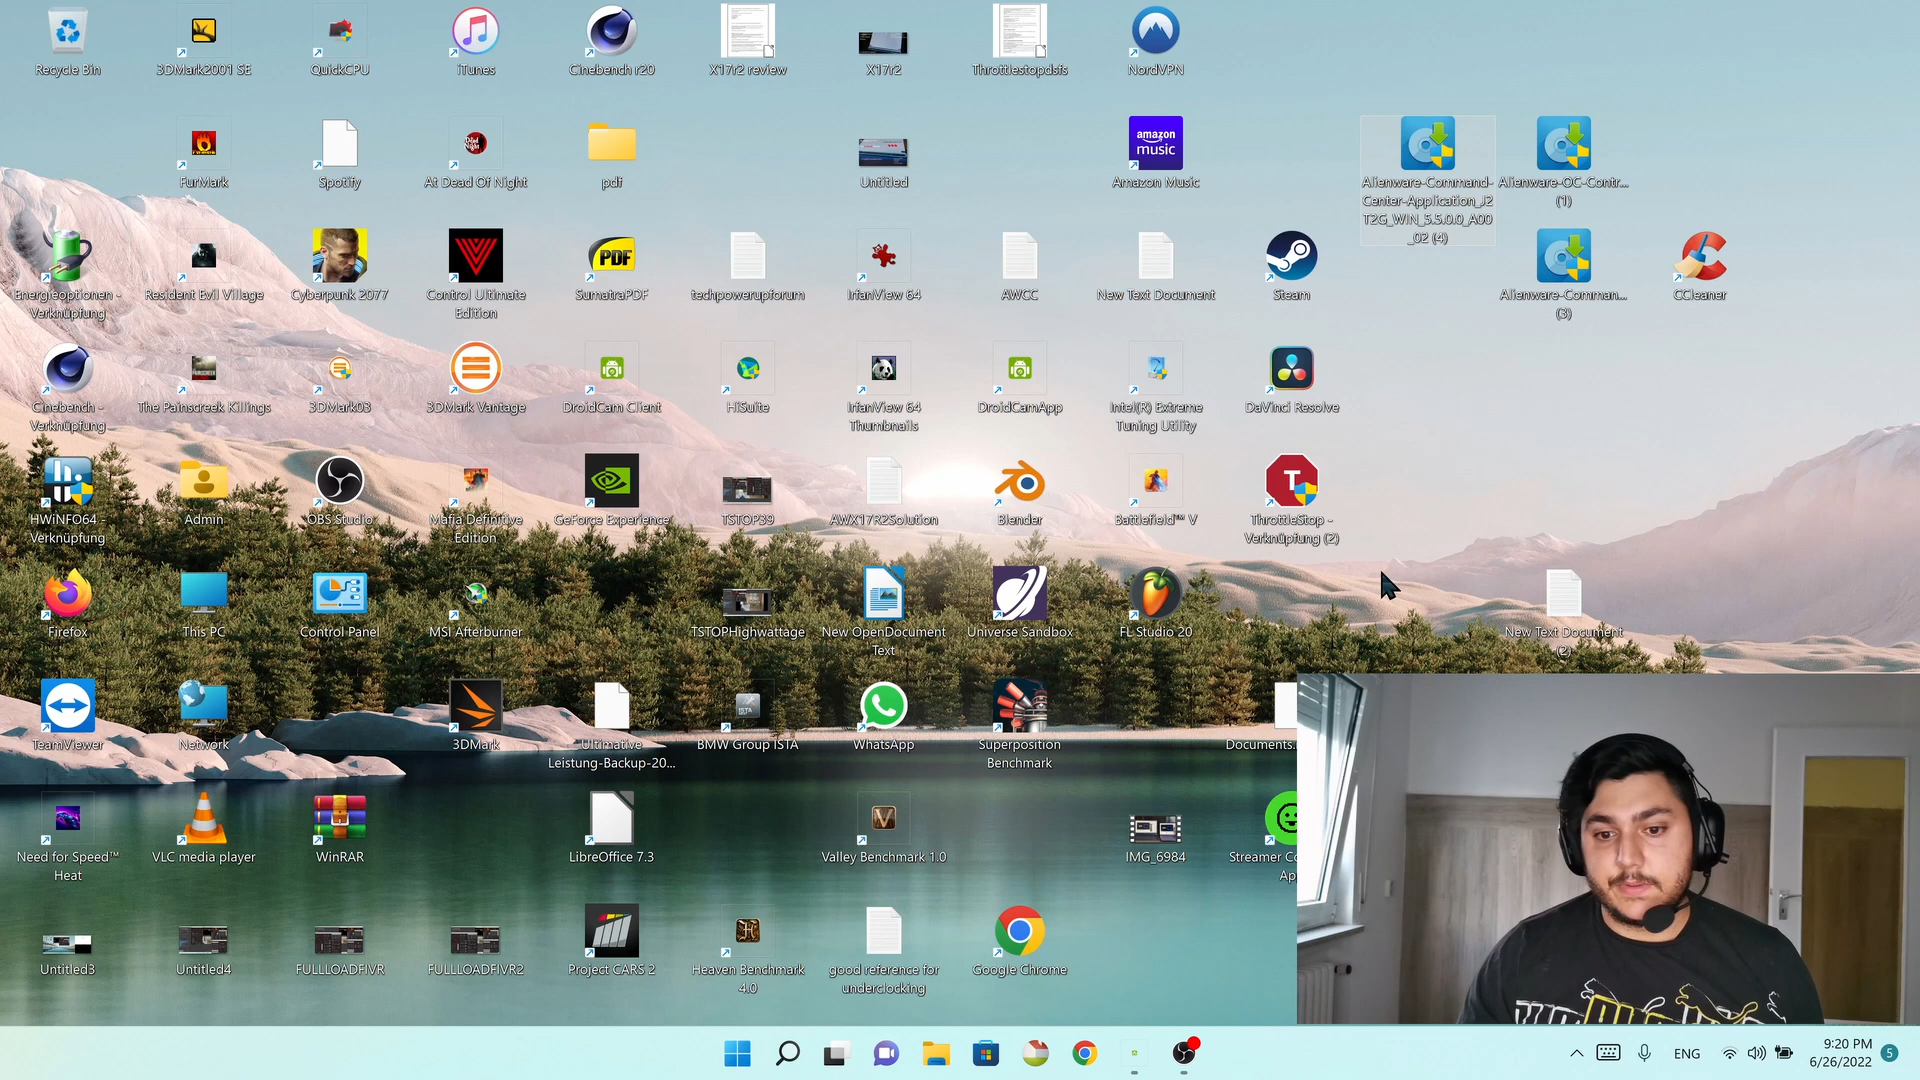 Recycle Bin
3DMark2001 SE
QuickCPU
iTunes
Cinebench r20
X17r2 review
X17r2
Throttlestopdsfs
NordVPN
FurMark
Spotify
At Dead Of Night
pdf
Untitled
amazon
music
Amazon Music
Alienware-Command-
Center-Application_J2
T2G_WIN_5.5.0.0_A00
_02 (4)
Alienware-OC-Contr...
(1)
Energieoptionen -
Verknüpfung
Resident Evil Village
Cyberpunk 2077
Control Ultimate
Edition
PDF
SumatraPDF
techpowerupforum
IrfanView 64
AWCC
New Text Document
Steam
Alienware-Comman...
(3)
CCleaner
Cinebench -
Verknüpfung
The Painscreek Killings
3DMark03
3DMark Vantage
DroidCam Client
HiSuite
IrfanView 64
Thumbnails
DroidCamApp
Intel(R) Extreme
Tuning Utility
DaVinci Resolve
HWiNFO64 -
Verknüpfung
Admin
OBS Studio
Mafia Definitive
Edition
GeForce Experience
TSTOP39
AWX17R2Solution
Blender
Battlefield™ V
T
ThrottleStop -
Verknüpfung (2)
Firefox
This PC
Control Panel
MSI Afterburner
TSTOPHighwattage
New OpenDocument
Text
Universe Sandbox
FL Studio 20
New Text Document
(2)
TeamViewer
Network
3DMark
Ultimative
Leistung-Backup-20...
BMW Group ISTA
WhatsApp
Superposition
Benchmark
Documents.
Need for Speed™
Heat
VLC media player
WinRAR
LibreOffice 7.3
Valley Benchmark 1.0
IMG_6984
Streamer Co
Ap
Untitled3
Untitled4
FULLLOADFIVR
FULLLOADFIVR2
Project CARS 2
Heaven Benchmark
4.0
good reference for
underclocking
Google Chrome
ENG
9:20 PM
6/26/2022
5